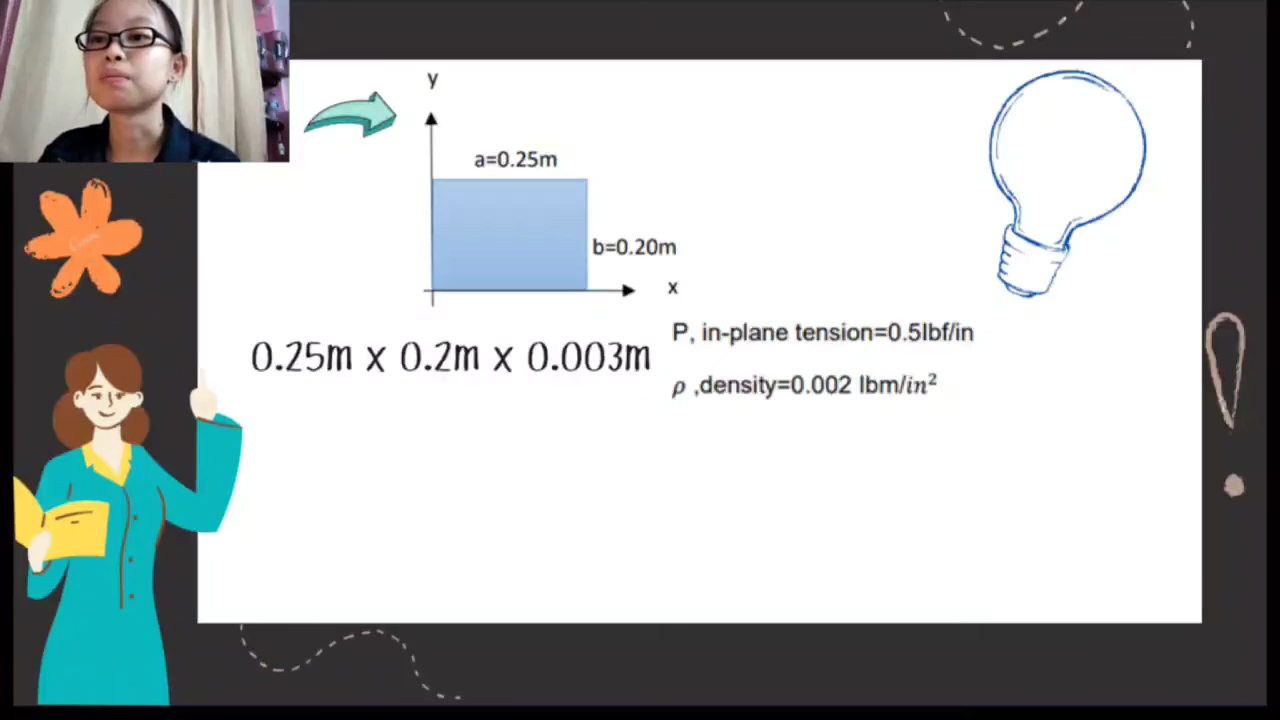 y
a=0.25m
b=0.20m
x
0.25m x 0.2m x 0.003m
P, in-plane tension=0.5lbf/in
ρ ,density=0.002 lbm/in²